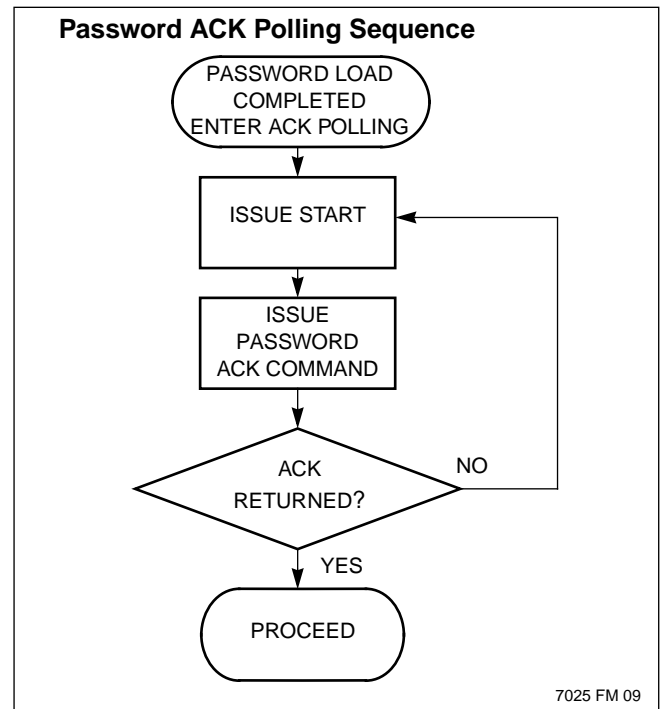 Password ACK Polling Sequence
PASSWORD LOAD
COMPLETED
ENTER ACK POLLING
ISSUE START
ISSUE
PASSWORD
ACK COMMAND
ACK
RETURNED?
NO
YES
PROCEED
7025 FM 09